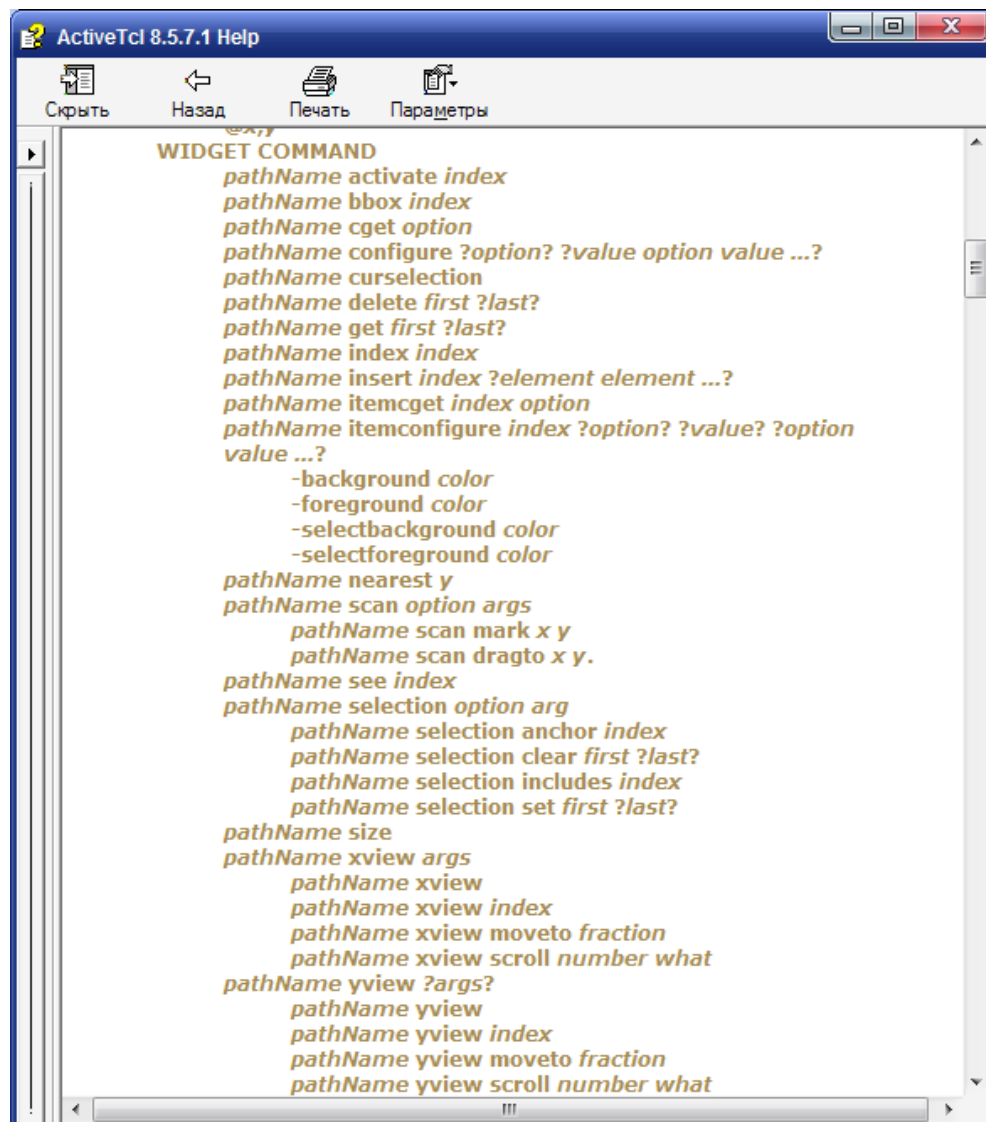 ActiveTcl 8.5.7.1 Help
Скрыть Назад Печать Параметры
@x,y
WIDGET COMMAND
pathName activate index
pathName bbox index
pathName cget option
pathName configure ?option? ?value option value ...?
pathName curselection
pathName delete first ?last?
pathName get first ?last?
pathName index index
pathName insert index ?element element ...?
pathName itemcget index option
pathName itemconfigure index ?option? ?value? ?option
value ...?
-background color
-foreground color
-selectbackground color
-selectforeground color
pathName nearest y
pathName scan option args
pathName scan mark x y
pathName scan dragto x y.
pathName see index
pathName selection option arg
pathName selection anchor index
pathName selection clear first ?last?
pathName selection includes index
pathName selection set first ?last?
pathName size
pathName xview args
pathName xview
pathName xview index
pathName xview moveto fraction
pathName xview scroll number what
pathName yview ?args?
pathName yview
pathName yview index
pathName yview moveto fraction
pathName yview scroll number what